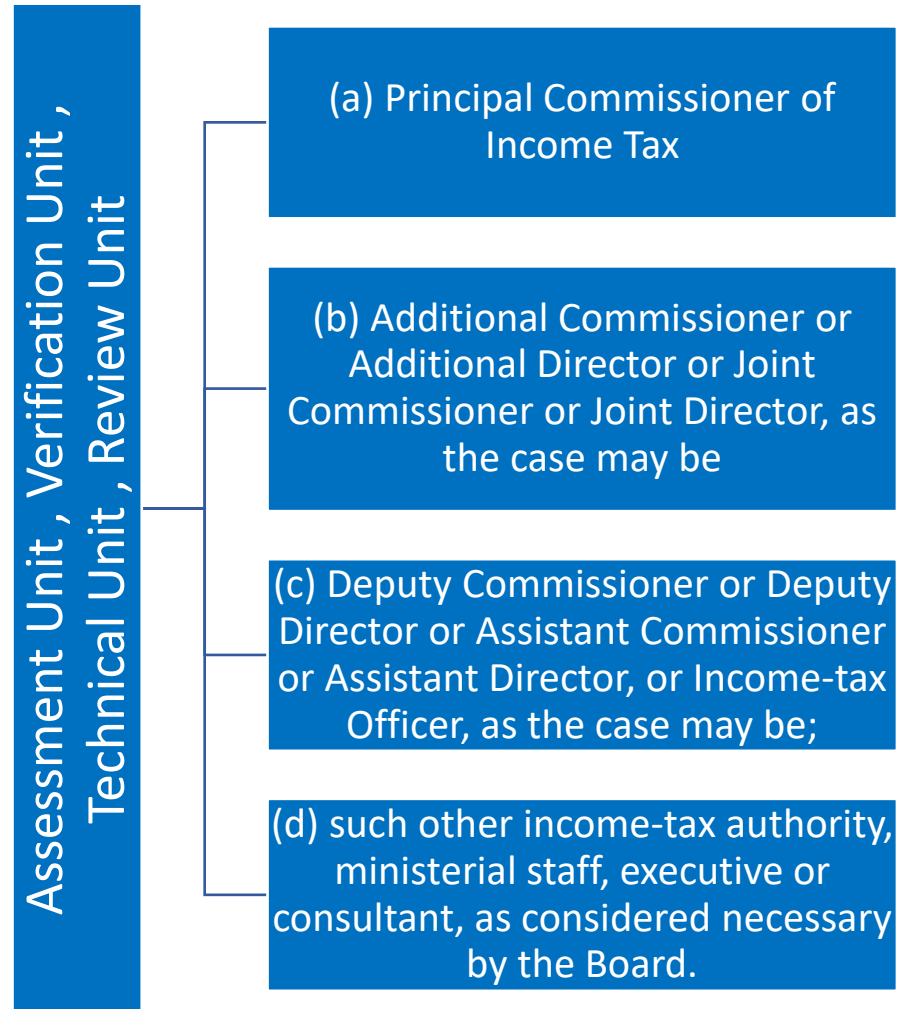 Assessment Unit , Verification Unit ,
Technical Unit , Review Unit
(a) Principal Commissioner of
Income Tax
(b) Additional Commissioner or
Additional Director or Joint
Commissioner or Joint Director, as
the case may be
(c) Deputy Commissioner or Deputy
Director or Assistant Commissioner
or Assistant Director, or Income-tax
Officer, as the case may be;
(d) such other income-tax authority,
ministerial staff, executive or
consultant, as considered necessary
by the Board.